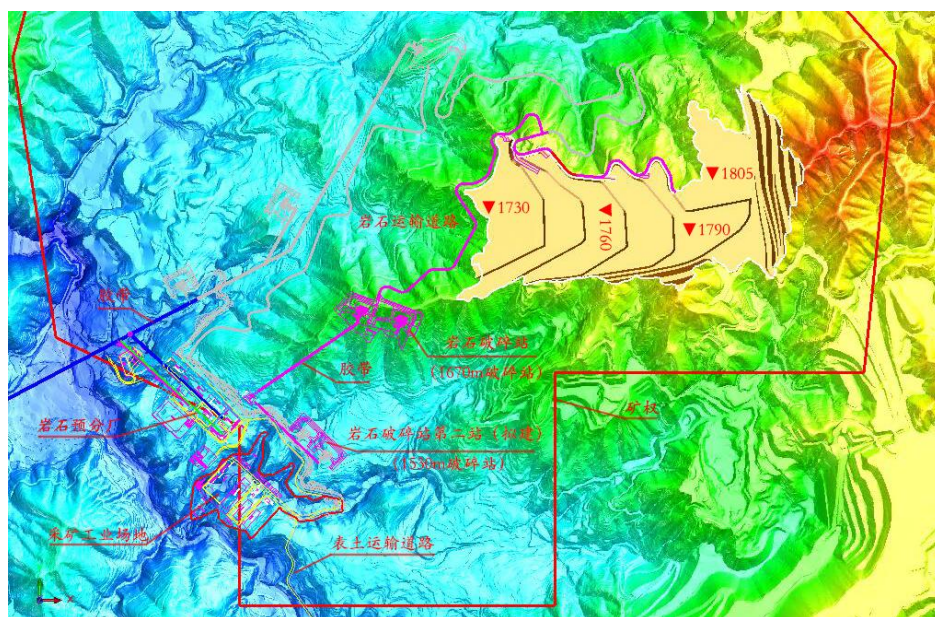 ▼1805
岩石运输道路
▼1730
▼1760
▼1790
胶带
岩石破碎站
(1670m破碎站)
胶带
矿权
岩石预分厂
岩石破碎站第二站(拟建)
(1530m破碎站)
采矿工业场地
表土运输道路
X